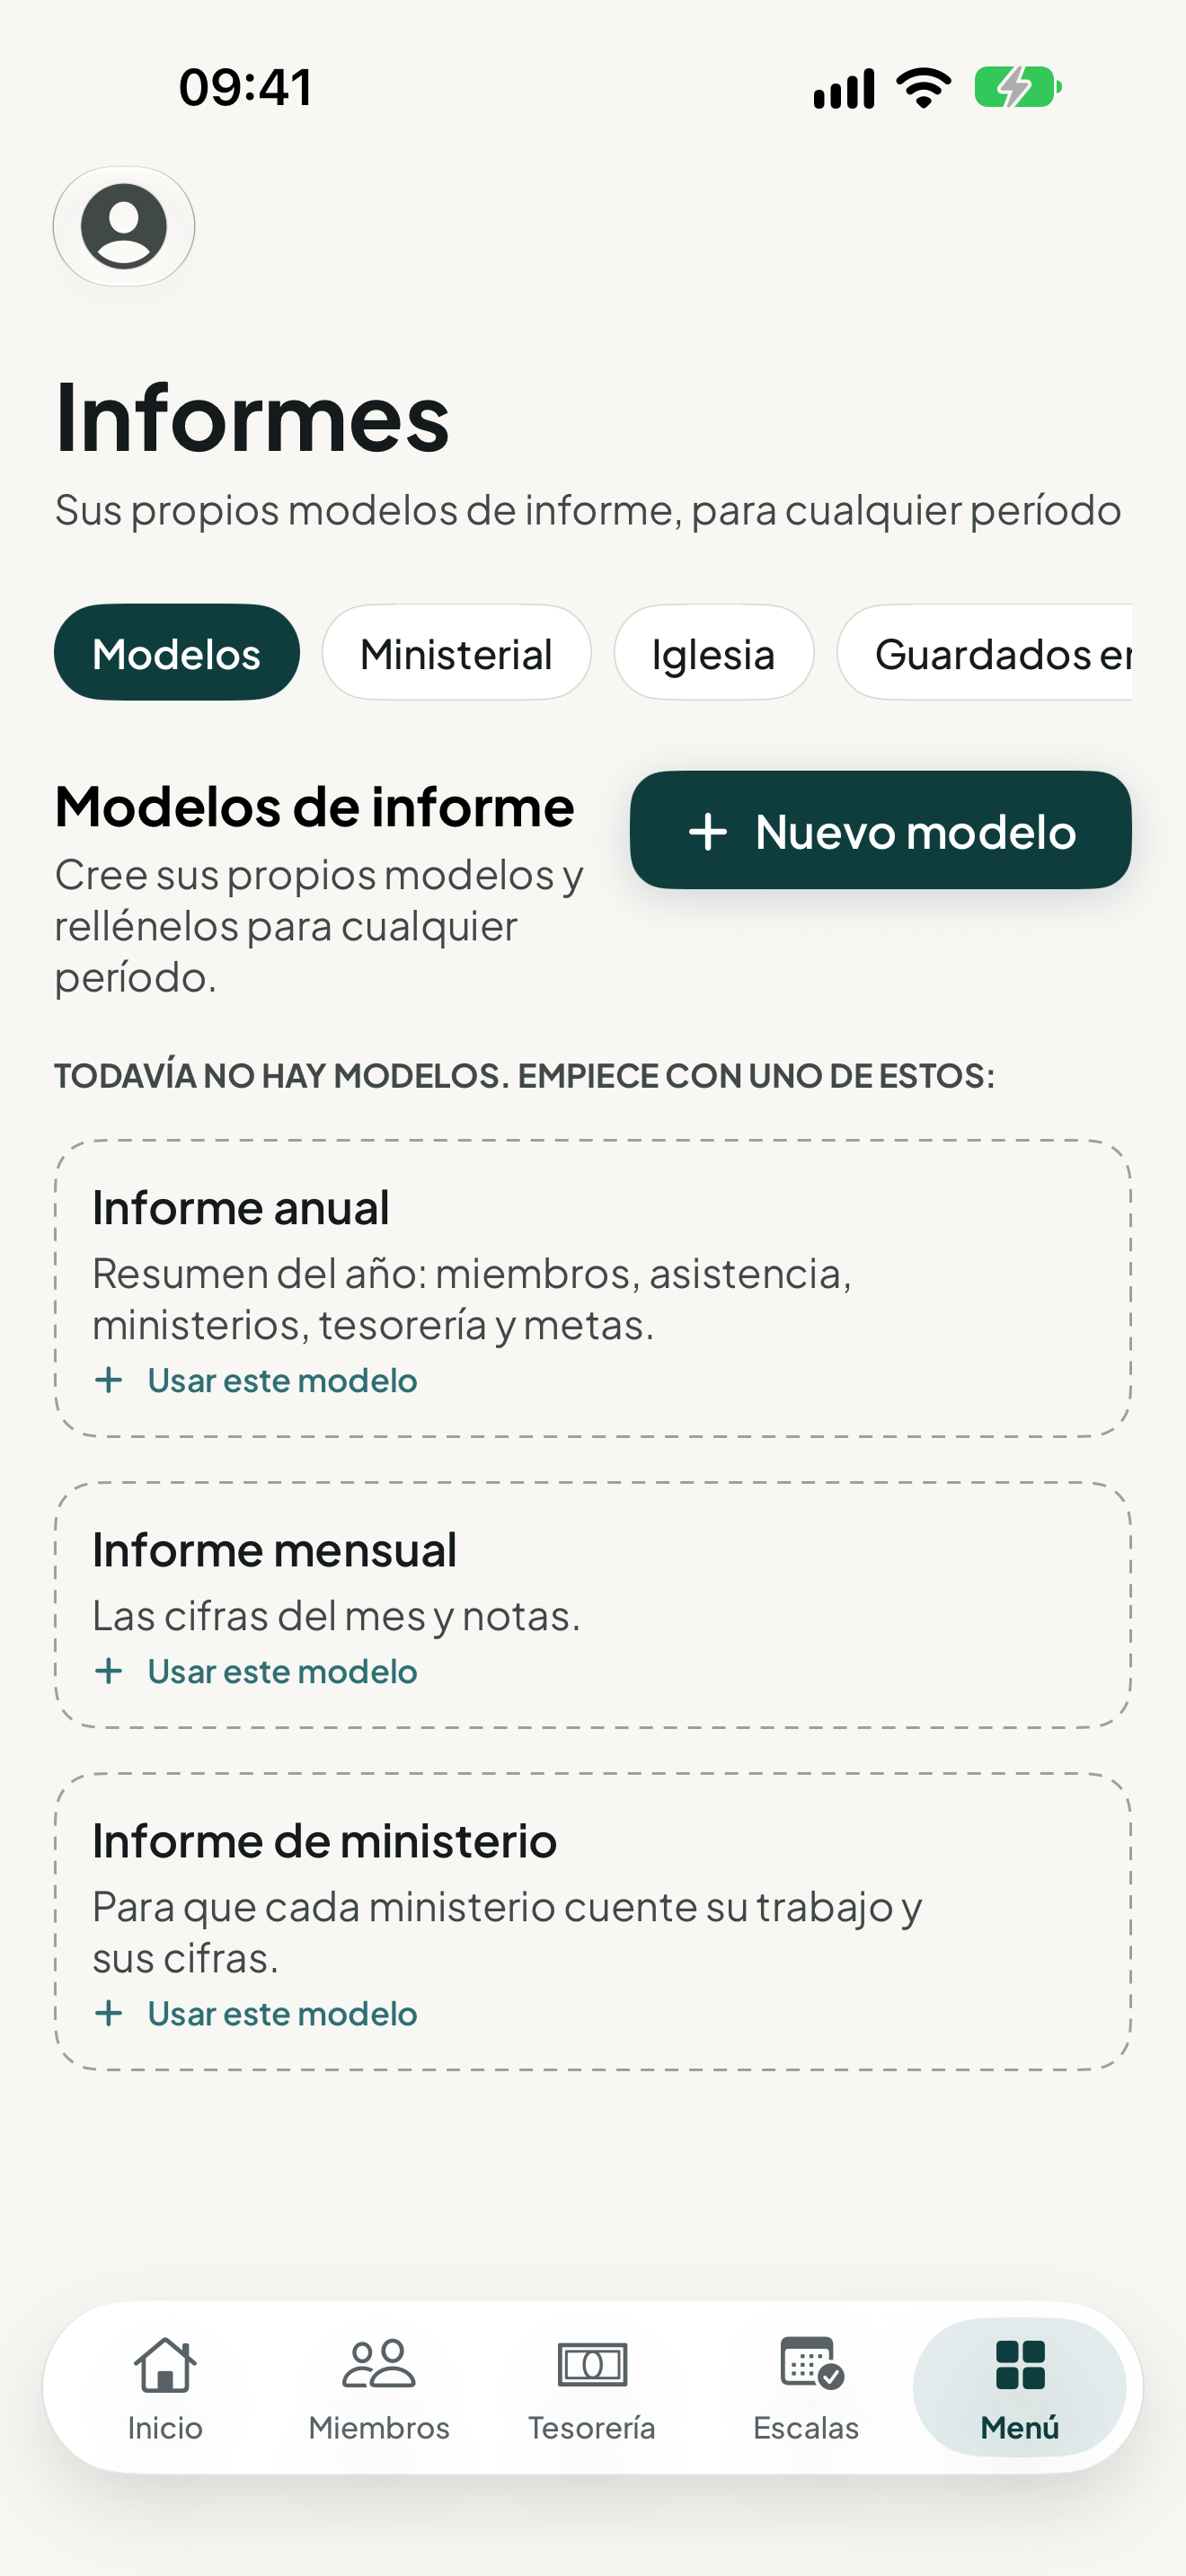 09:41
Informes
Sus propios modelos de informe, para cualquier período
Modelos
Ministerial
Iglesia
Guardados
Modelos de informe
+ Nuevo modelo
Cree sus propios modelos y
rellénelos para cualquier
período.
TODAVÍA NO HAY MODELOS. EMPIECE CON UNO DE ESTOS:
Informe anual
Resumen del año: miembros, asistencia,
ministerios, tesorería y metas.
+ Usar este modelo
Informe mensual
Las cifras del mes y notas.
+ Usar este modelo
Informe de ministerio
Para que cada ministerio cuente su trabajo y
sus cifras.
+ Usar este modelo
Inicio
Miembros
Tesorería
Escalas
Menú